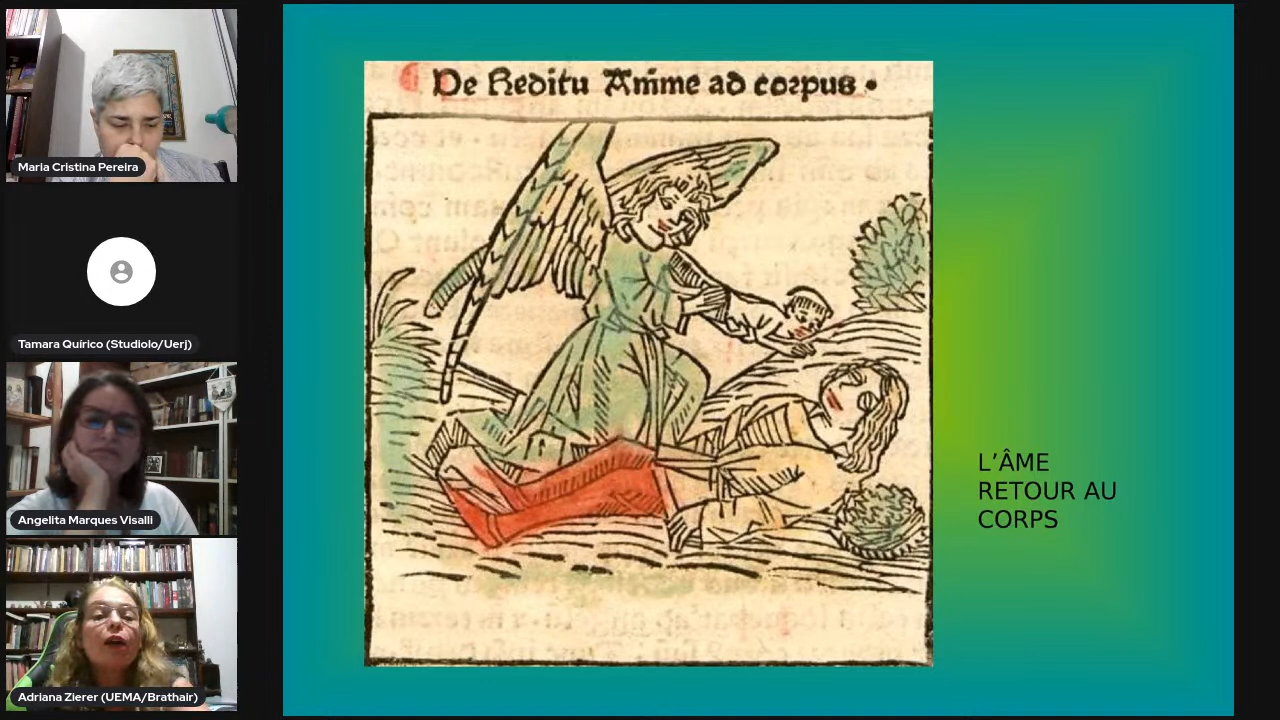 Maria Cristina Pereira
Tamara Quírico (Studiolo/Uerj)
Angelita Marques Visalli
Adriana Zierer (UEMA/Brathair)
De Reditu Anime ad corpus •
L’ÂME
RETOUR AU
CORPS